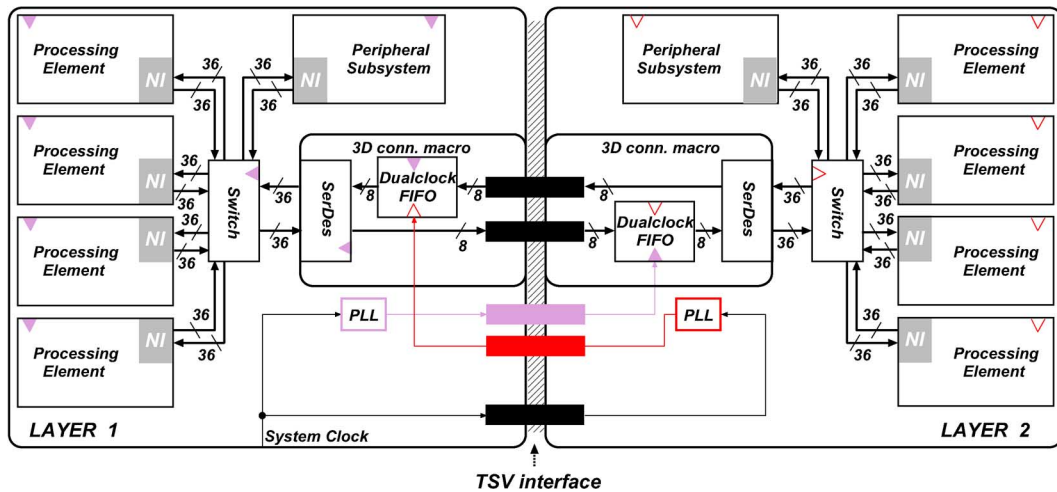 Processing
Element
NI
36
36
Peripheral
Subsystem
NI
36
36
Processing
Element
NI
36
36
Processing
Element
NI
36
36
Processing
Element
NI
36
36
Switch
36
36
3D conn. macro
SerDes
8
Dualclock
FIFO
8
8
PLL
LAYER 1
System Clock
TSV interface
Peripheral
Subsystem
NI
36
36
Processing
Element
NI
36
36
Processing
Element
NI
36
36
Processing
Element
NI
36
36
Processing
Element
NI
36
36
3D conn. macro
8
8
Dualclock
FIFO
8
SerDes
36
36
Switch
PLL
LAYER 2